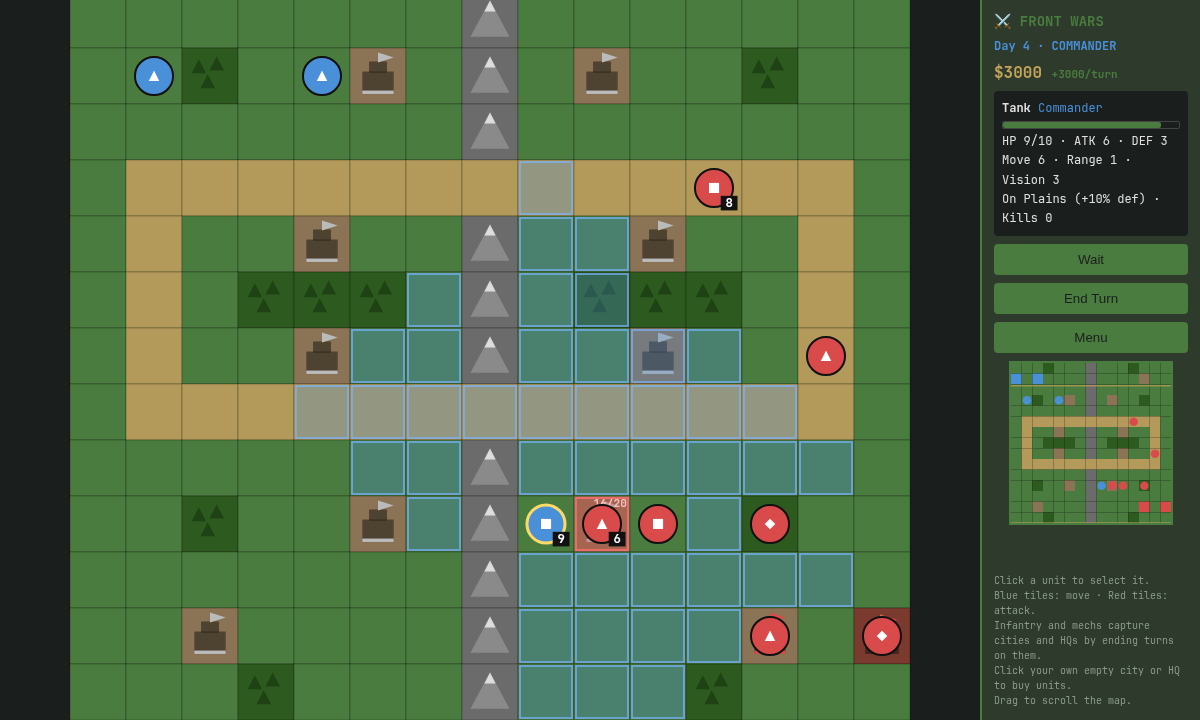 ⚔️ FRONT WARS
Day 4 · COMMANDER
$3000 +3000/turn
Tank Commander
HP 9/10 · ATK 6 · DEF 3
Move 6 · Range 1 ·
Vision 3
On Plains (+10% def) ·
Kills 0
Wait
End Turn
Menu
Click a unit to select it.
Blue tiles: move · Red tiles:
attack.
Infantry and mechs capture
cities and HQs by ending turns
on them.
Click your own empty city or HQ
to buy units.
Drag to scroll the map.
8
16/20
9
6